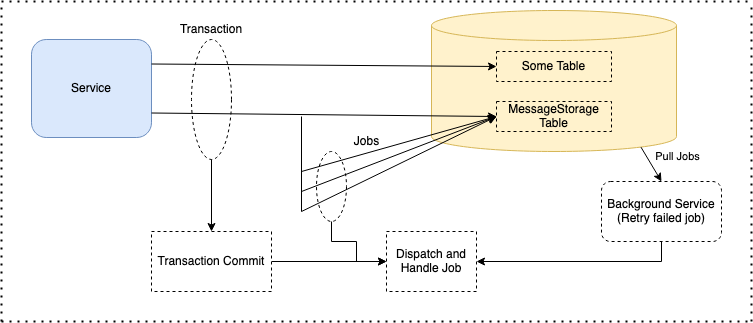 Transaction
Service
Some Table
MessageStorage
Table
Jobs
Pull Jobs
Background Service
(Retry failed job)
Transaction Commit
Dispatch and
Handle Job